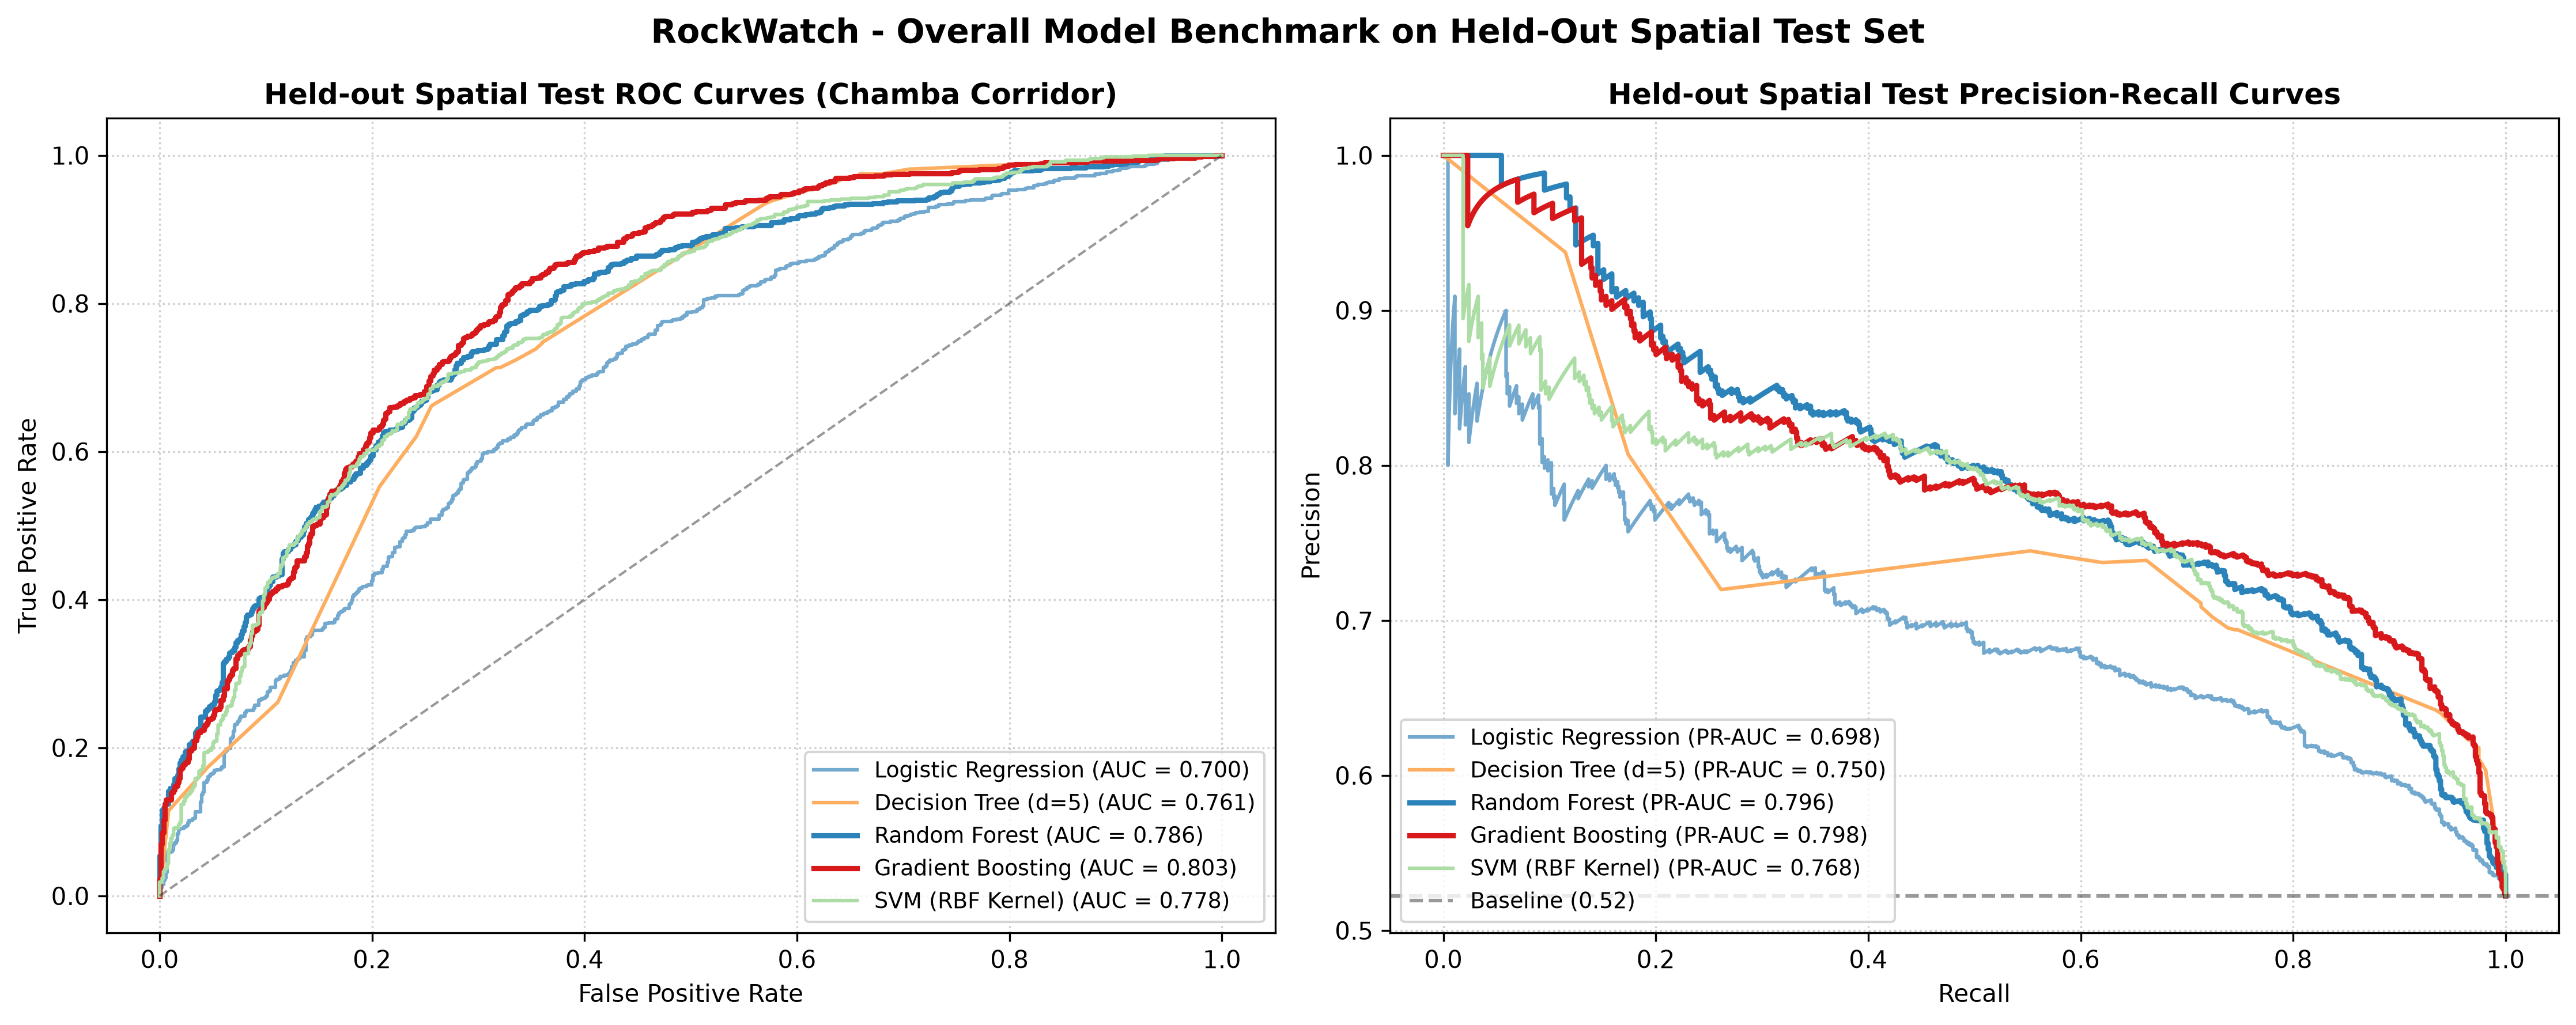 RockWatch - Overall Model Benchmark on Held-Out Spatial Test Set
Held-out Spatial Test ROC Curves (Chamba Corridor)
True Positive Rate
1.0
0.8
0.6
0.4
0.2
0.0
Logistic Regression (AUC = 0.700)
Decision Tree (d=5) (AUC = 0.761)
Random Forest (AUC = 0.786)
Gradient Boosting (AUC = 0.803)
SVM (RBF Kernel) (AUC = 0.778)
0.0 0.2 0.4 0.6 0.8 1.0
False Positive Rate
Held-out Spatial Test Precision-Recall Curves
Precision
1.0
0.9
0.8
0.7
0.6
0.5
Logistic Regression (PR-AUC = 0.698)
Decision Tree (d=5) (PR-AUC = 0.750)
Random Forest (PR-AUC = 0.796)
Gradient Boosting (PR-AUC = 0.798)
SVM (RBF Kernel) (PR-AUC = 0.768)
Baseline (0.52)
0.0 0.2 0.4 0.6 0.8 1.0
Recall